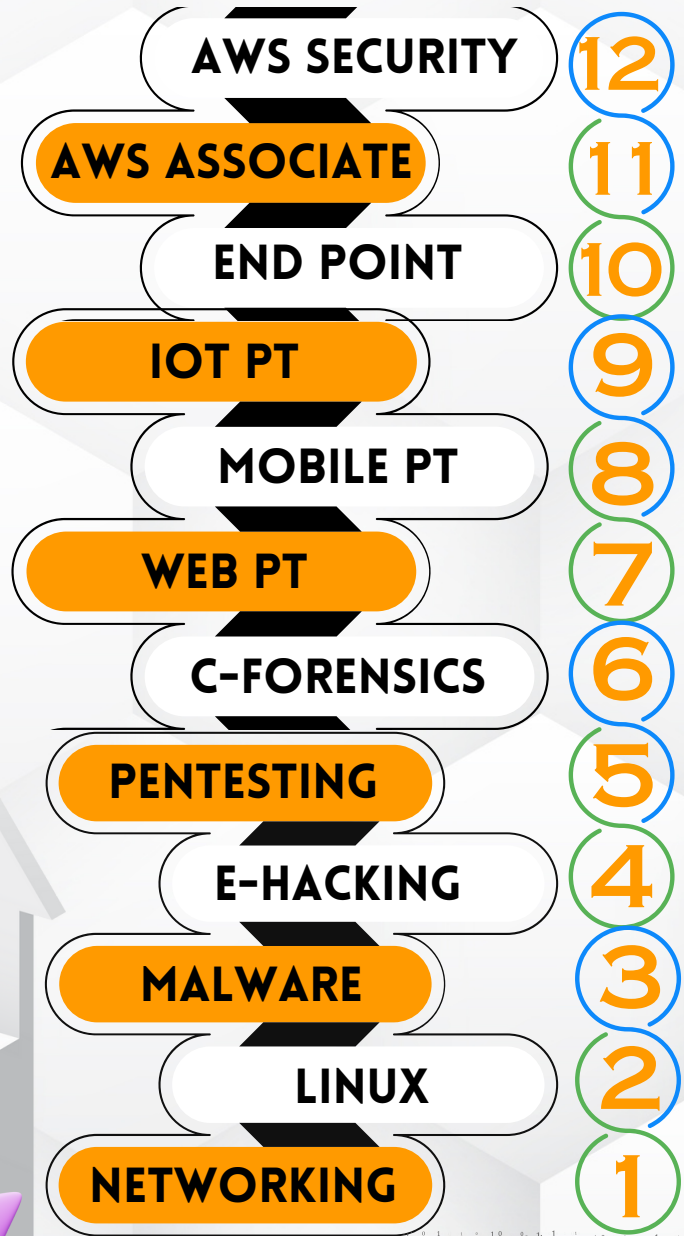 AWS SECURITY 12
AWS ASSOCIATE 11
END POINT 10
IOT PT 9
MOBILE PT 8
WEB PT 7
C-FORENSICS 6
PENTESTING 5
E-HACKING 4
MALWARE 3
LINUX 2
NETWORKING 1